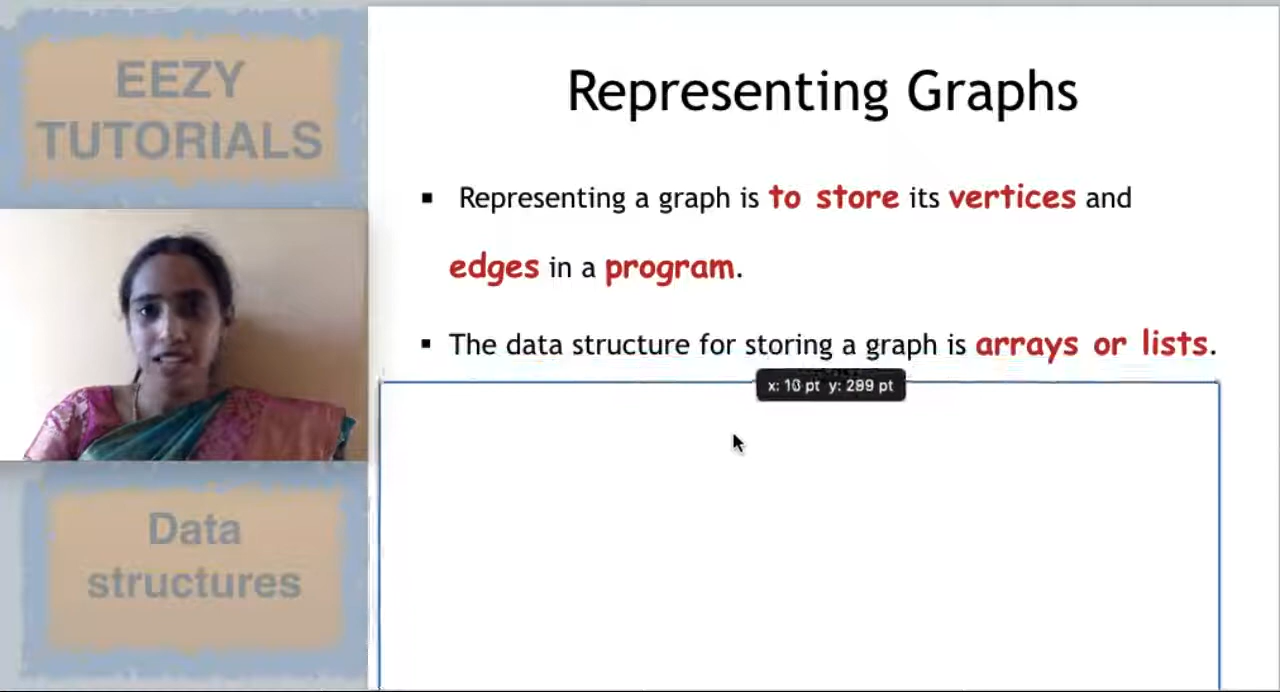 EEZY
TUTORIALS
Representing Graphs
▪ Representing a graph is to store its vertices and
edges in a program.
▪ The data structure for storing a graph is arrays or lists.
x: 10 pt y: 299 pt
Data
structures